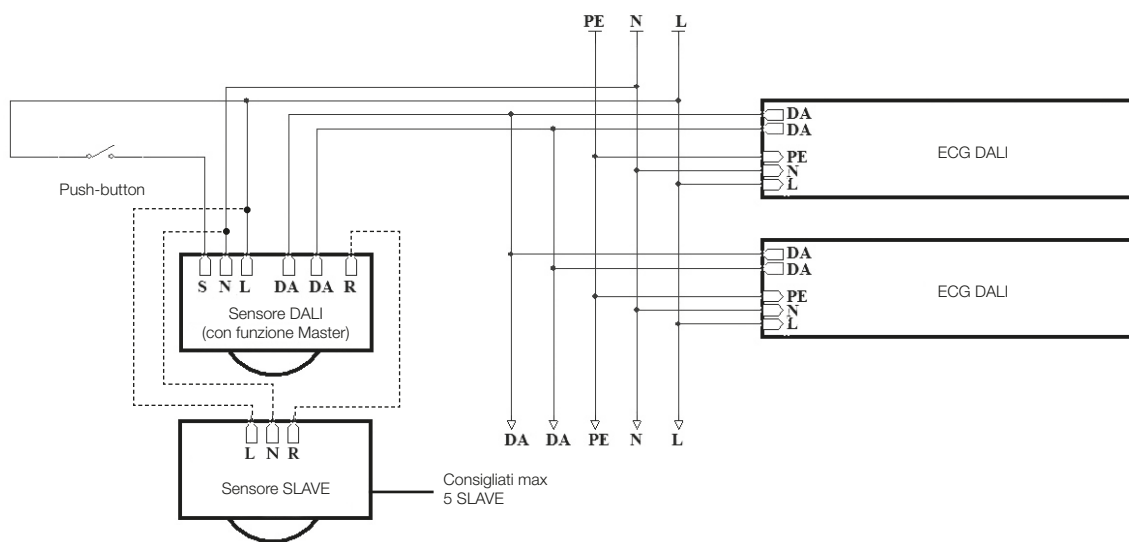 PE N L
DA
DA
PE
N
L
ECG DALI
Push-button
S N L DA DA R
Sensore DALI
(con funzione Master)
DA
DA
PE
N
L
ECG DALI
DA DA PE N L
L N R
Sensore SLAVE
Consigliati max
5 SLAVE